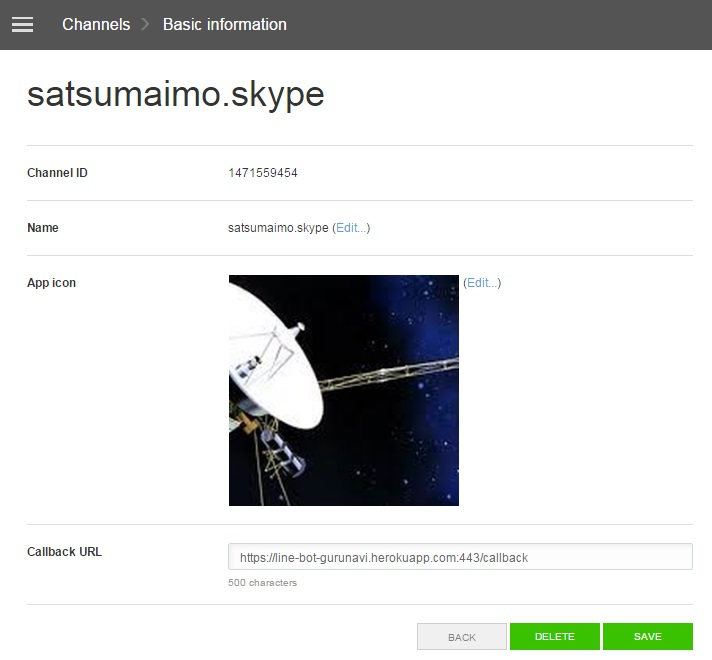 Channels Basic information
satsumaimo.skype
Channel ID 1471559454
Name satsumaimo.skype (Edit...)
App icon (Edit...)
Callback URL https://line-bot-gurunavi.herokuapp.com:443/callback
500 characters
BACK DELETE SAVE